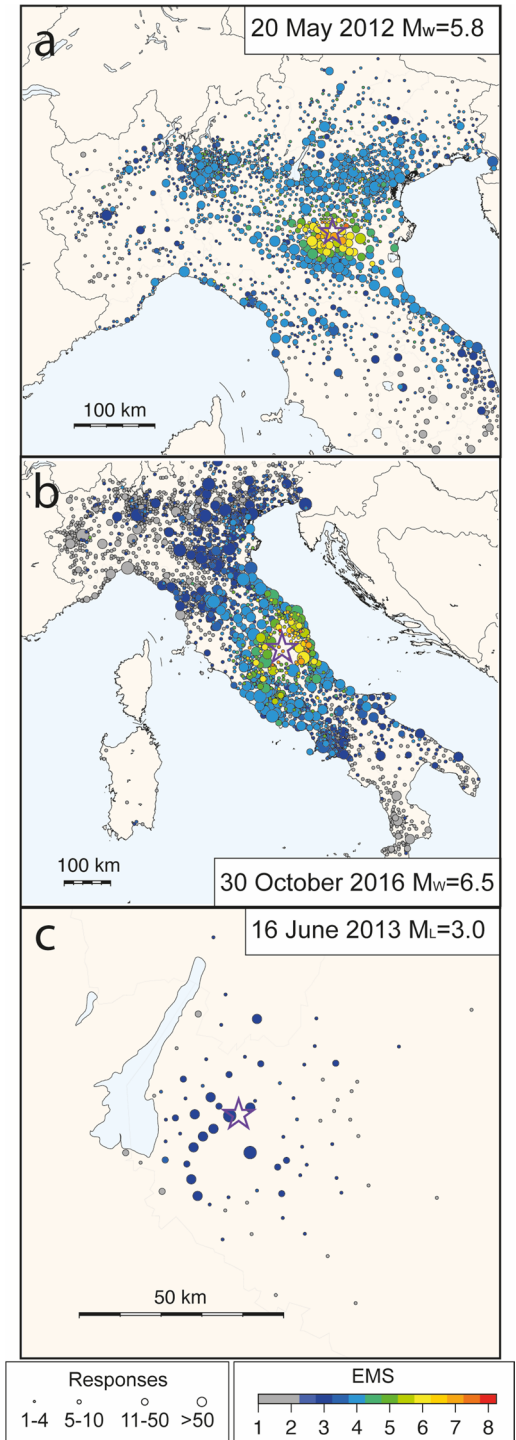 a
20 May 2012 Mw=5.8
100 km
b
100 km
30 October 2016 Mw=6.5
c
16 June 2013 ML=3.0
50 km
Responses
1-4 5-10 11-50 >50
EMS
1 2 3 4 5 6 7 8